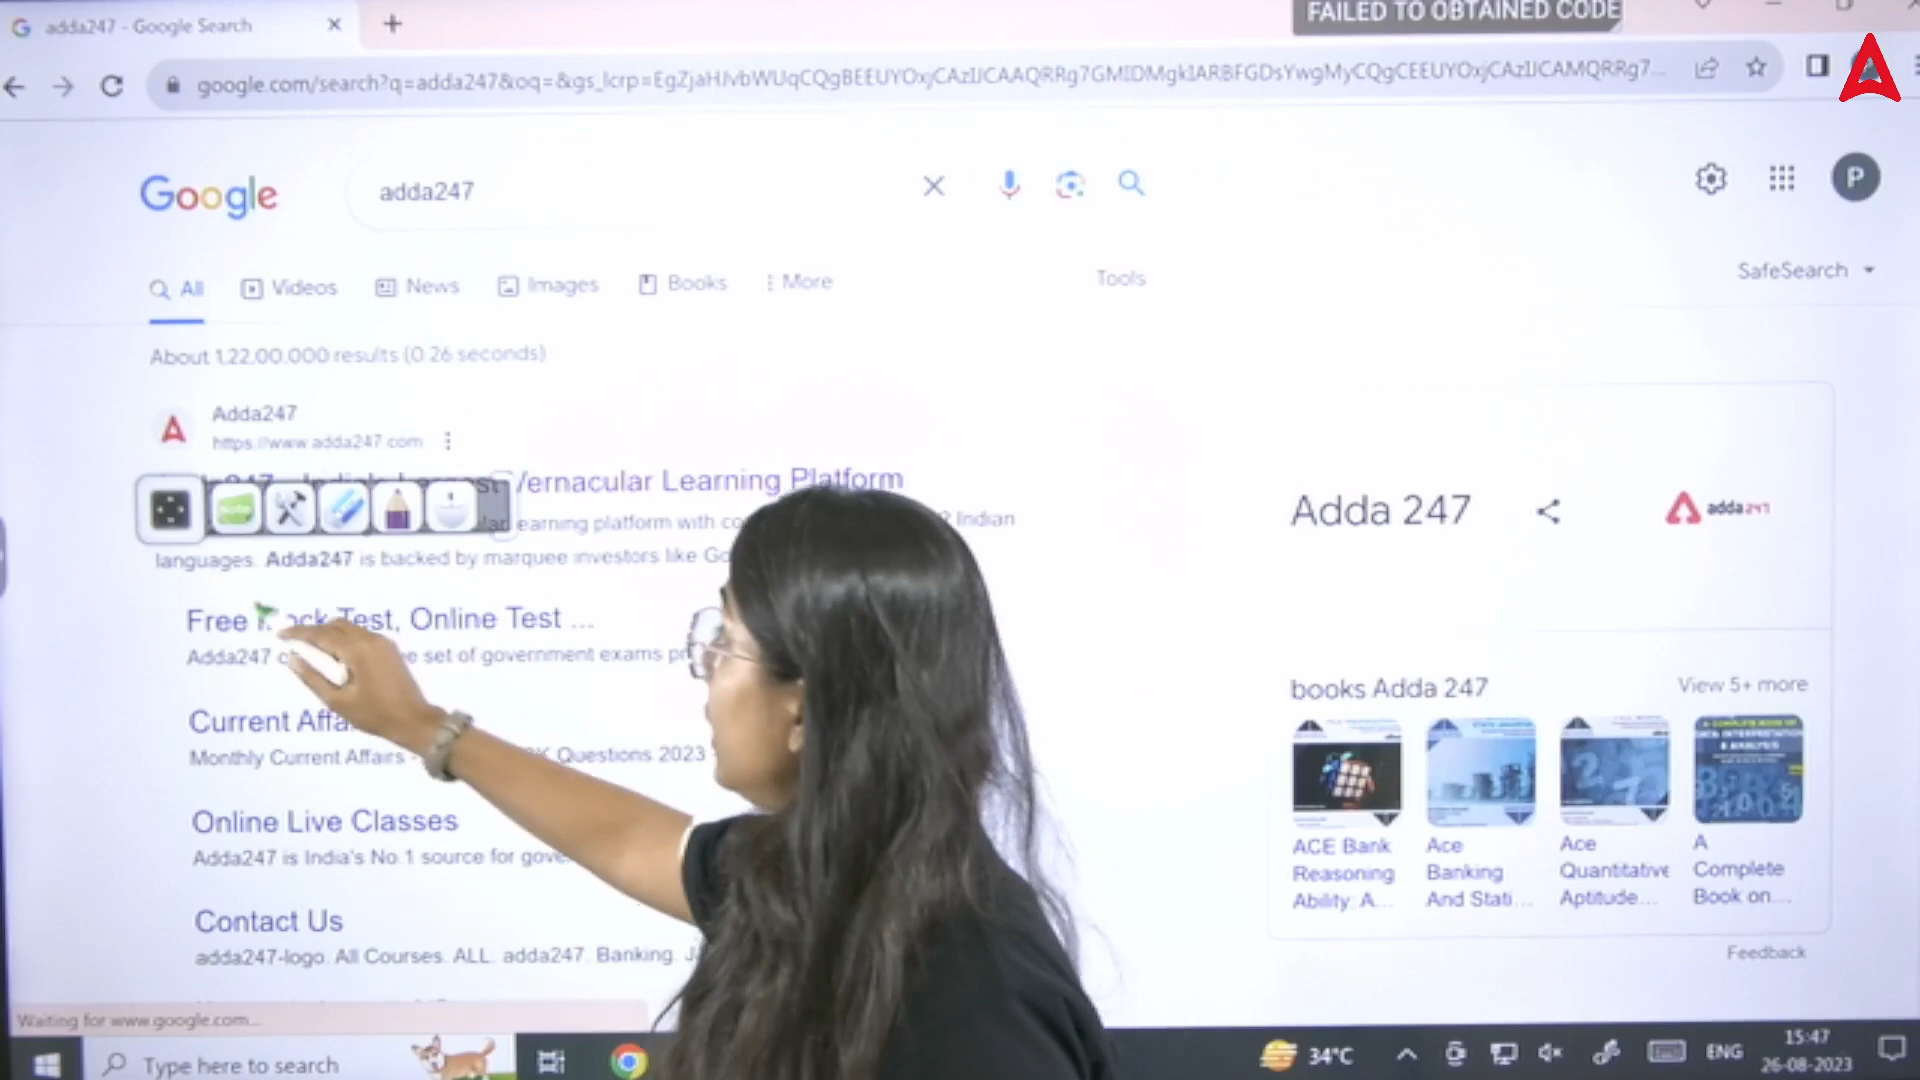 adda247 - Google Search
FAILED TO OBTAINED CODE
google.com/search?q=adda247&oq=&gs_lcrp=
Google
adda247
P
All
Videos
News
Images
Books
More
Tools
SafeSearch
About 1,22,00,000 results (0.26 seconds)
Adda247
https://www.adda247.com
Vernacular Learning Platform
earning platform with
Indian
languages. Adda247 is backed by marquee investors like
Free Test, Online Test ...
Adda247 set of government exams
Current
Monthly Current Affairs - Questions 2023
Online Live Classes
Adda247 is India's No.1 source for
Contact Us
adda247-logo. All Courses. ALL. adda247. Banking.
Note
Adda 247
adda247
books Adda 247
View 5+ more
ACE Bank
Reasoning
Ability: A...
Ace
Banking
And Stati...
Ace
Quantitative
Aptitude...
A
Complete
Book on...
Feedback
Waiting for www.google.com...
Type here to search
34°C
ENG
15:47
26-08-2023